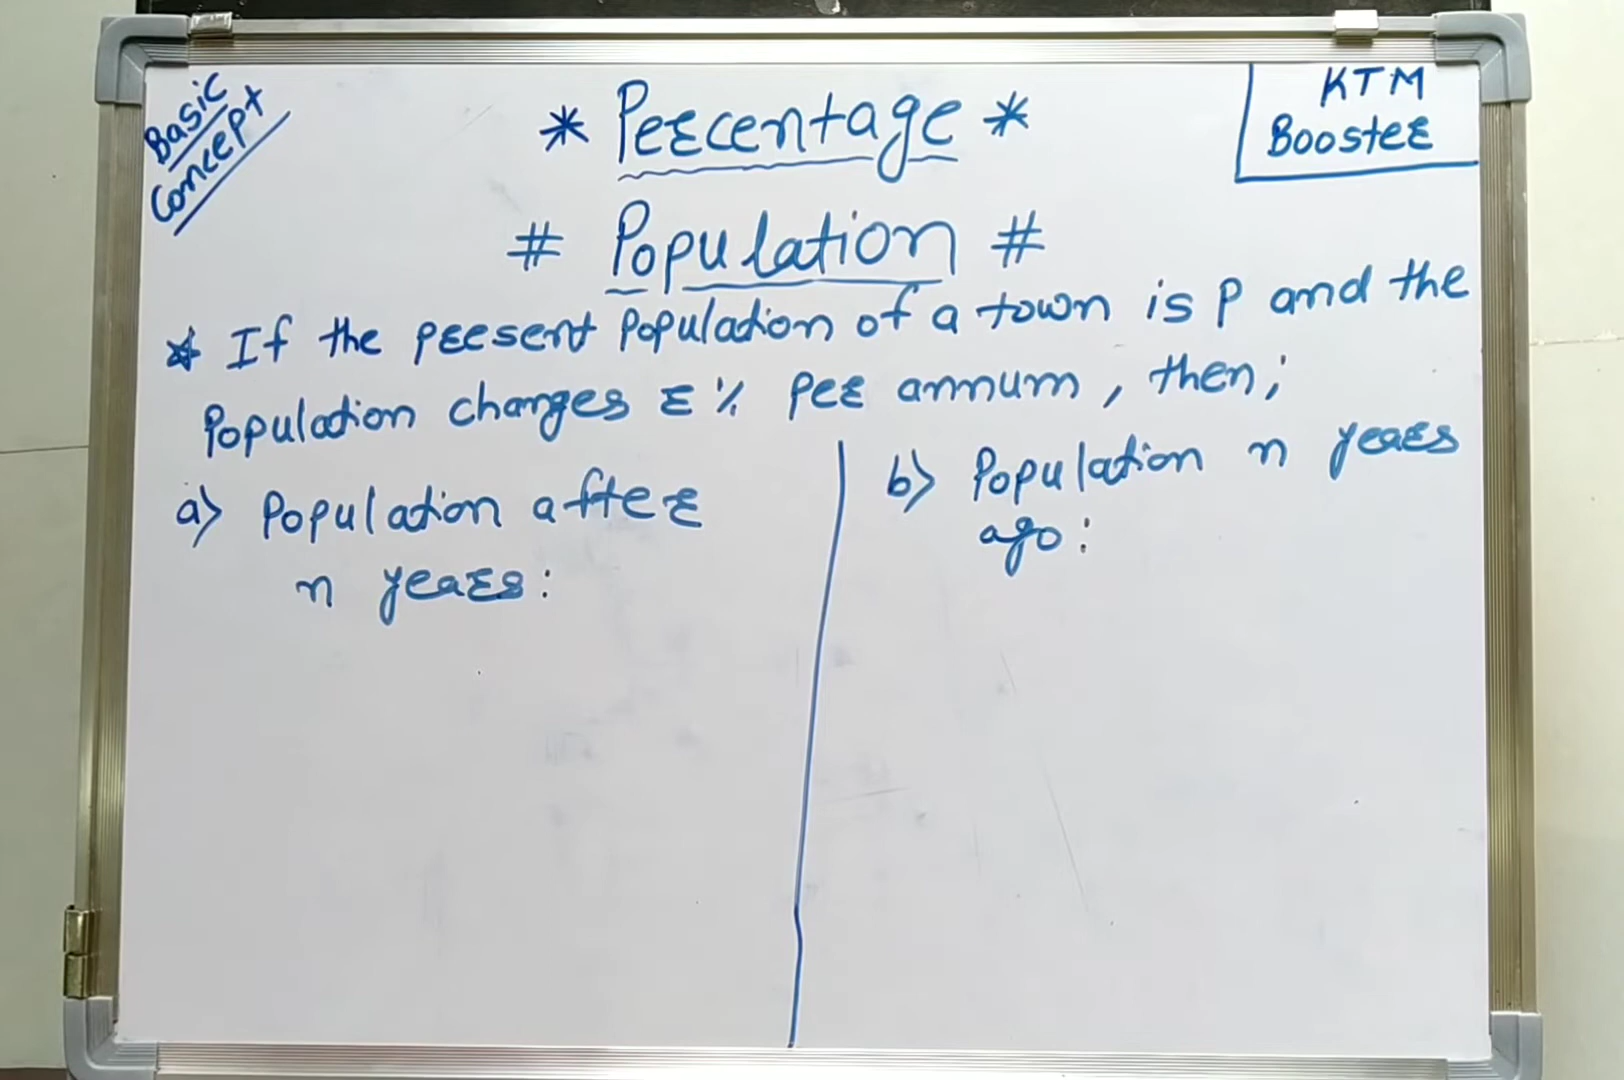 Basic
Concept
* Percentage *
KTM
Booster
# Population #
* If the present population of a town is P and the
Population changes r% per annum, then;
a) Population after
n years:
b) Population n years
ago: